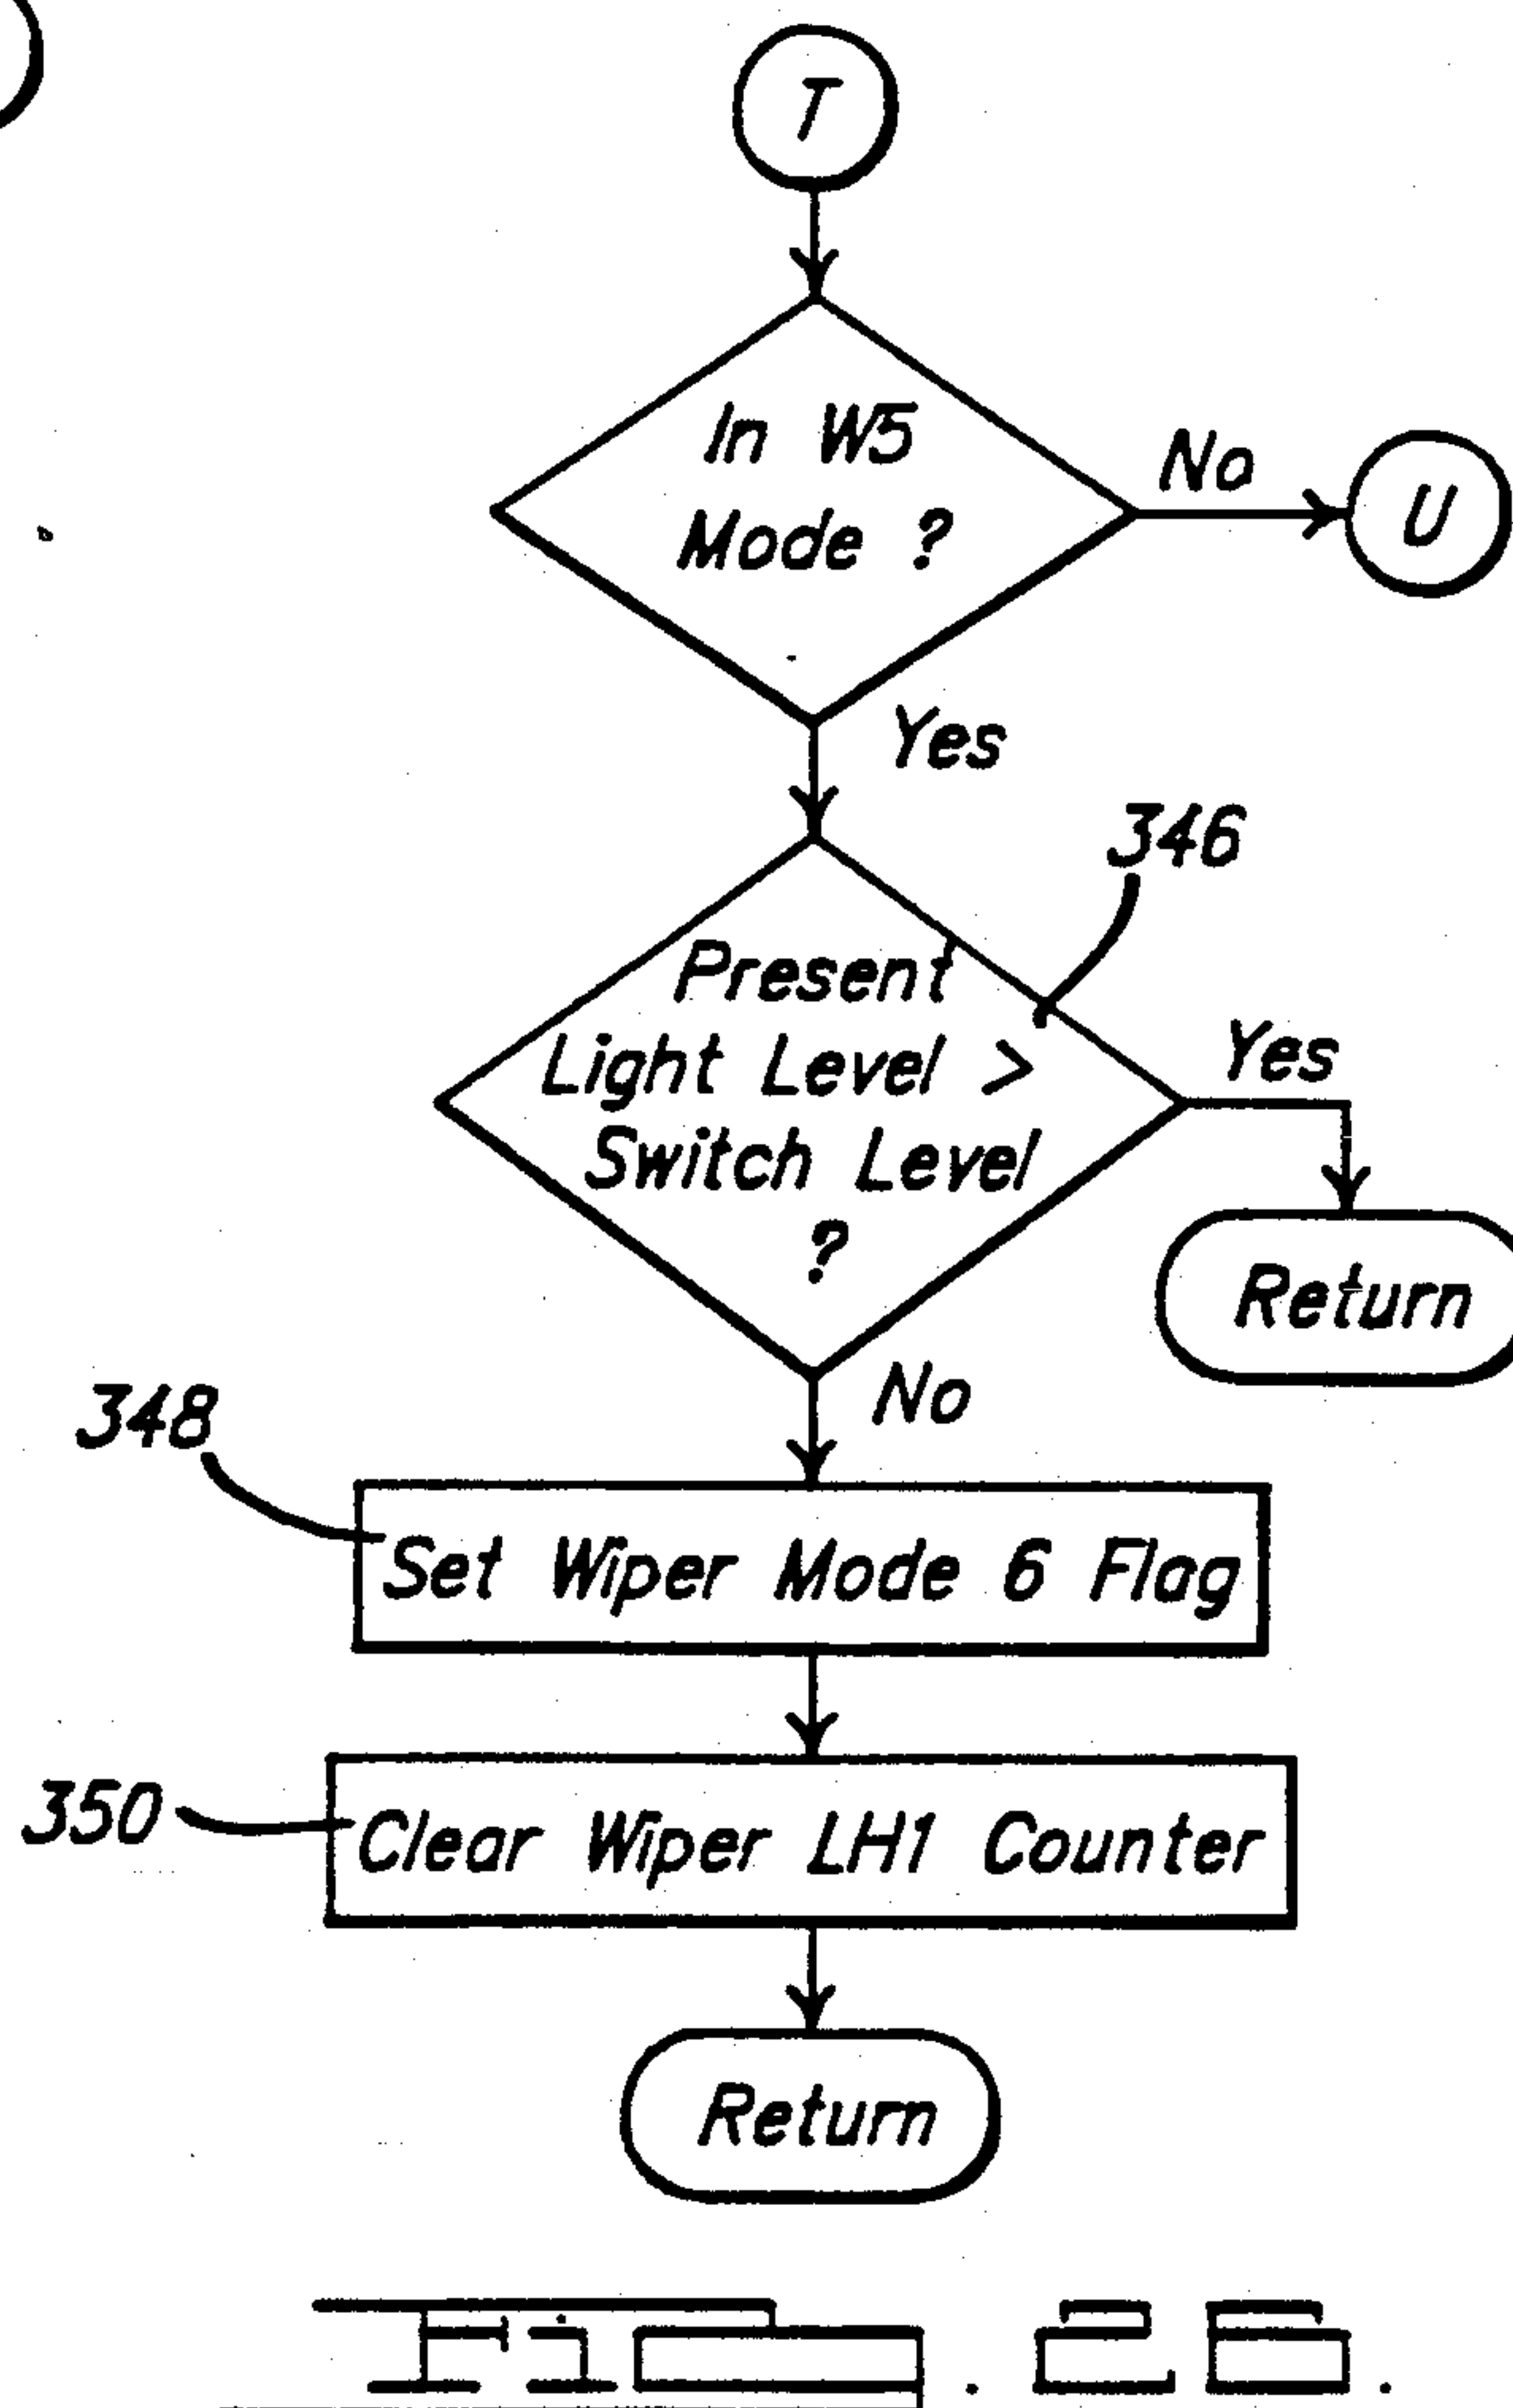 T
In W5
Mode ?
No
U
Yes
346
Present
Light Level >
Switch Level
?
Yes
Return
No
348
Set Wiper Mode 6 Flag
350
Clear Wiper LH1 Counter
Return